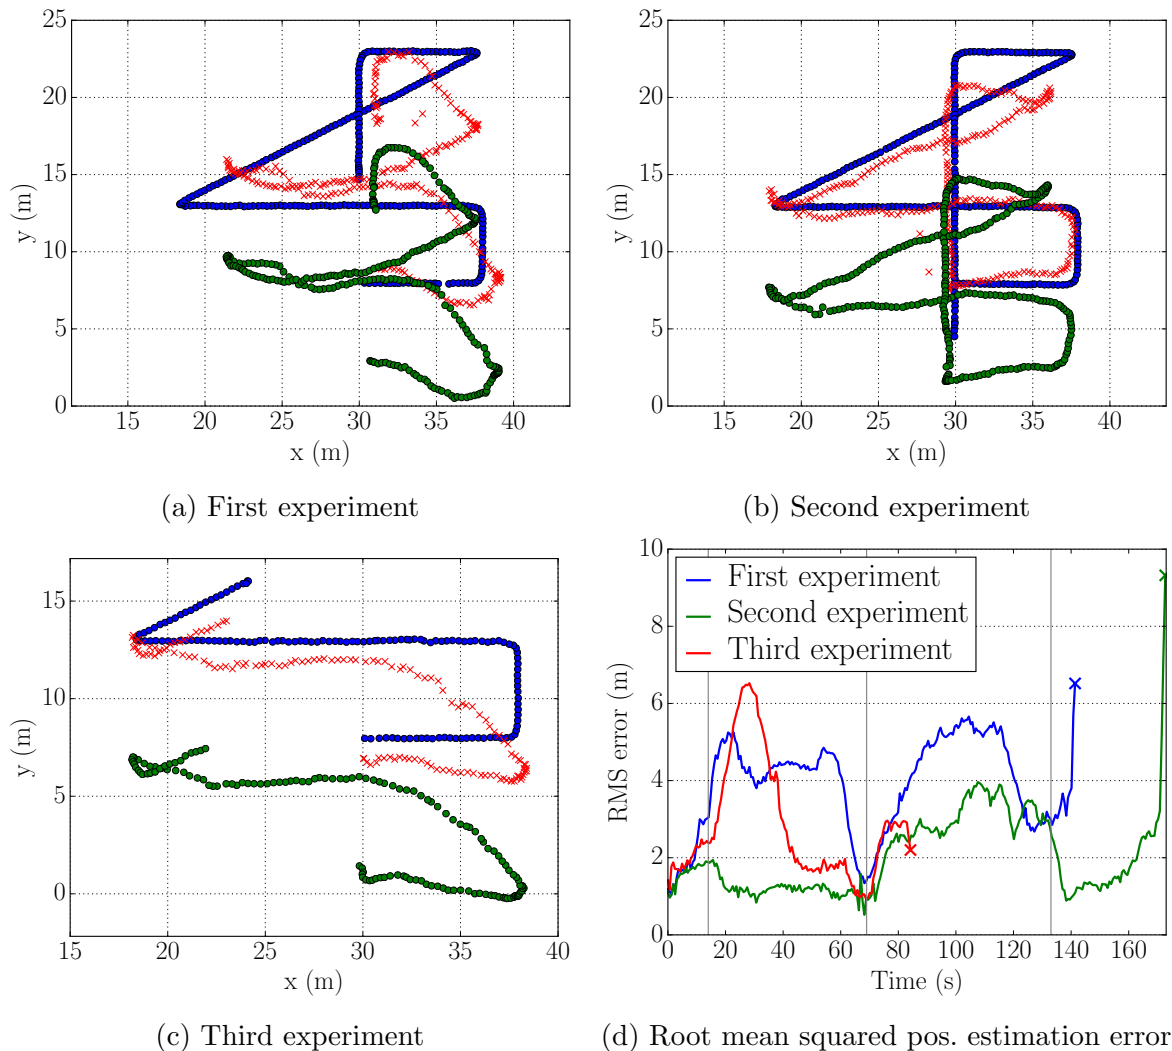 25
20
15
10
5
0
y (m)
15 20 25 30 35 40
x (m)
(a) First experiment
25
20
15
10
5
0
y (m)
15 20 25 30 35 40
x (m)
(b) Second experiment
15
10
5
0
y (m)
15 20 25 30 35 40
x (m)
(c) Third experiment
10
8
6
4
2
0
RMS error (m)
First experiment
Second experiment
Third experiment
0 20 40 60 80 100 120 140 160
Time (s)
(d) Root mean squared pos. estimation error